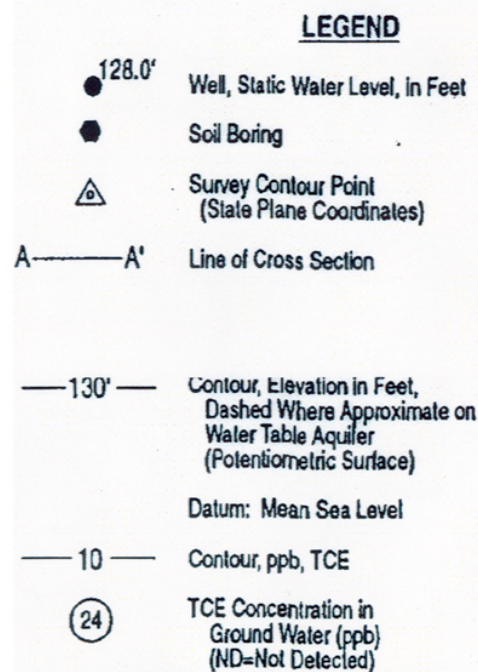 LEGEND
128.0' Well, Static Water Level, in Feet
Soil Boring
Survey Contour Point
(State Plane Coordinates)
A A' Line of Cross Section
130' Contour, Elevation in Feet,
Dashed Where Approximate on
Water Table Aquifer
(Potentiometric Surface)
Datum: Mean Sea Level
10 Contour, ppb, TCE
24 TCE Concentration in
Ground Water (ppb)
(ND=Not Detected)